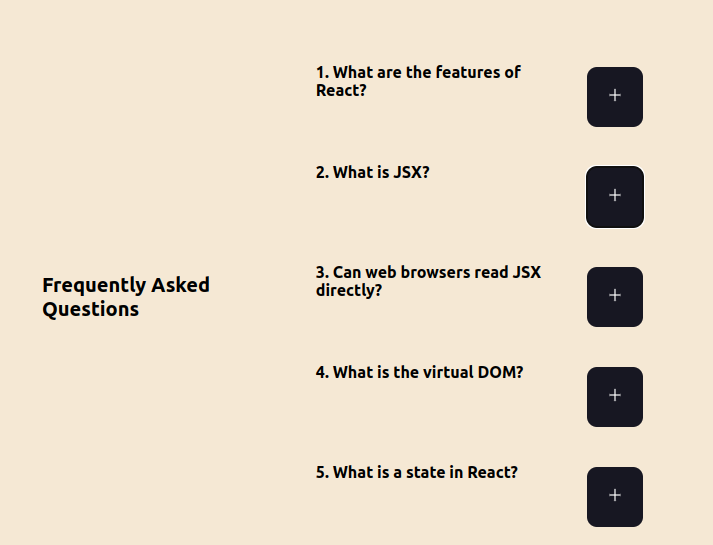 Frequently Asked
Questions
1. What are the features of
React?
+
2. What is JSX?
+
3. Can web browsers read JSX
directly?
+
4. What is the virtual DOM?
+
5. What is a state in React?
+